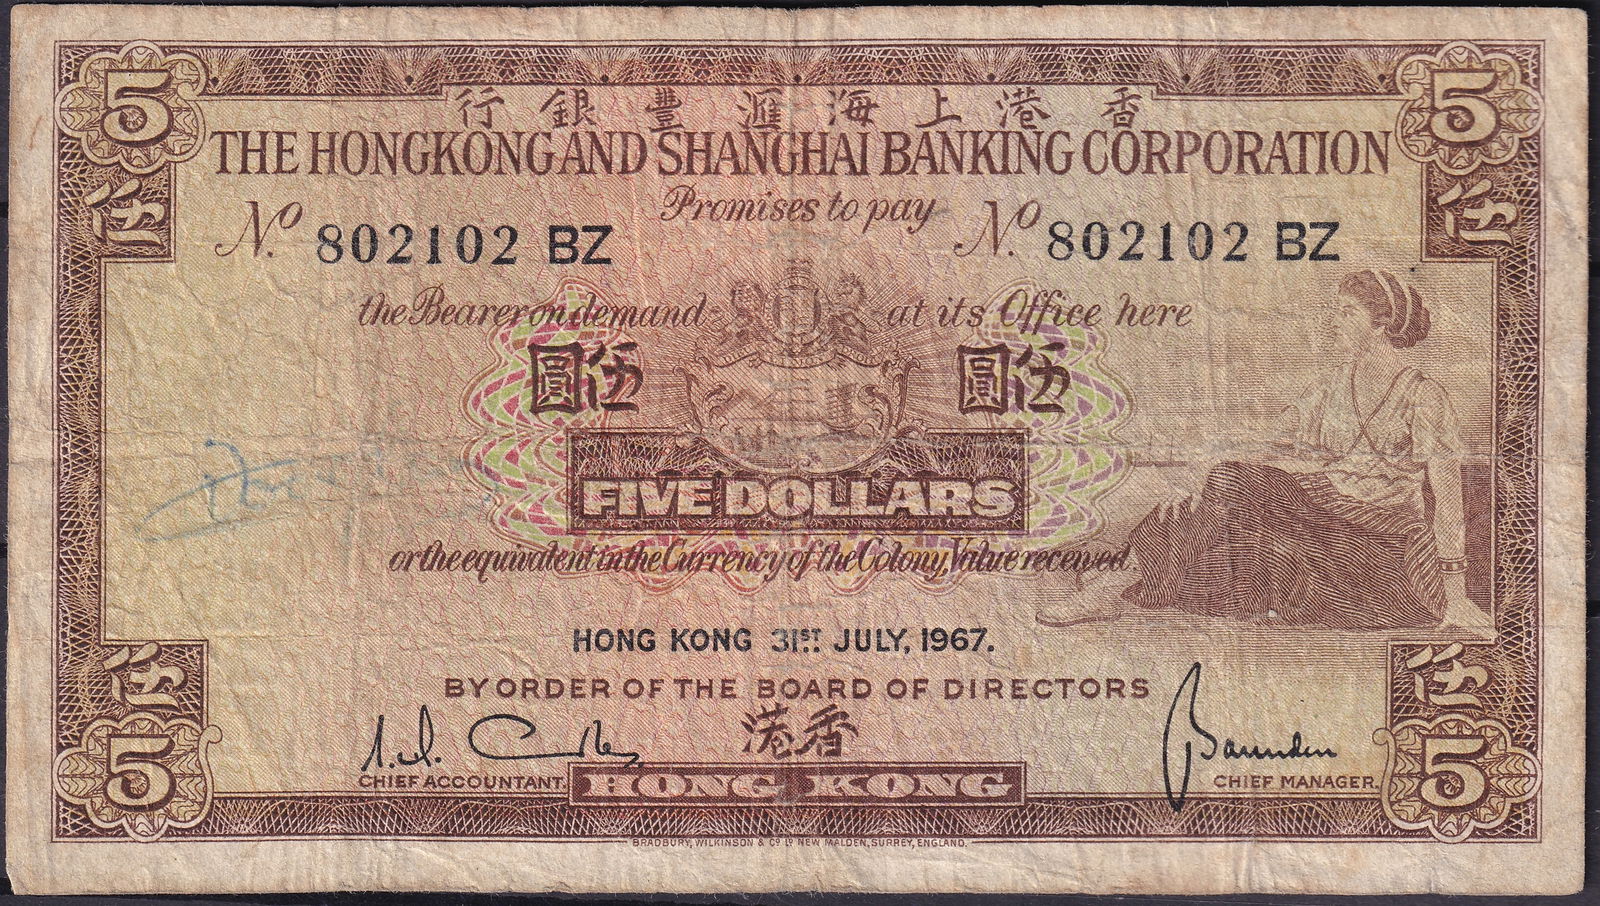 5 5
香港上海滙豐銀行
THE HONGKONG AND SHANGHAI BANKING CORPORATION
伍 伍
Promises to pay
Nº 802102 BZ Nº 802102 BZ
the Bearer on demand at its Office here
伍圓 伍圓
FIVE DOLLARS
or the equivalent in the Currency of the Colony, Value received.
HONG KONG 31ST JULY, 1967.
伍 伍
BY ORDER OF THE BOARD OF DIRECTORS
香港
5 5
CHIEF ACCOUNTANT. HONG KONG CHIEF MANAGER.
BRADBURY, WILKINSON & Cº Lº NEW MALDEN, SURREY, ENGLAND.